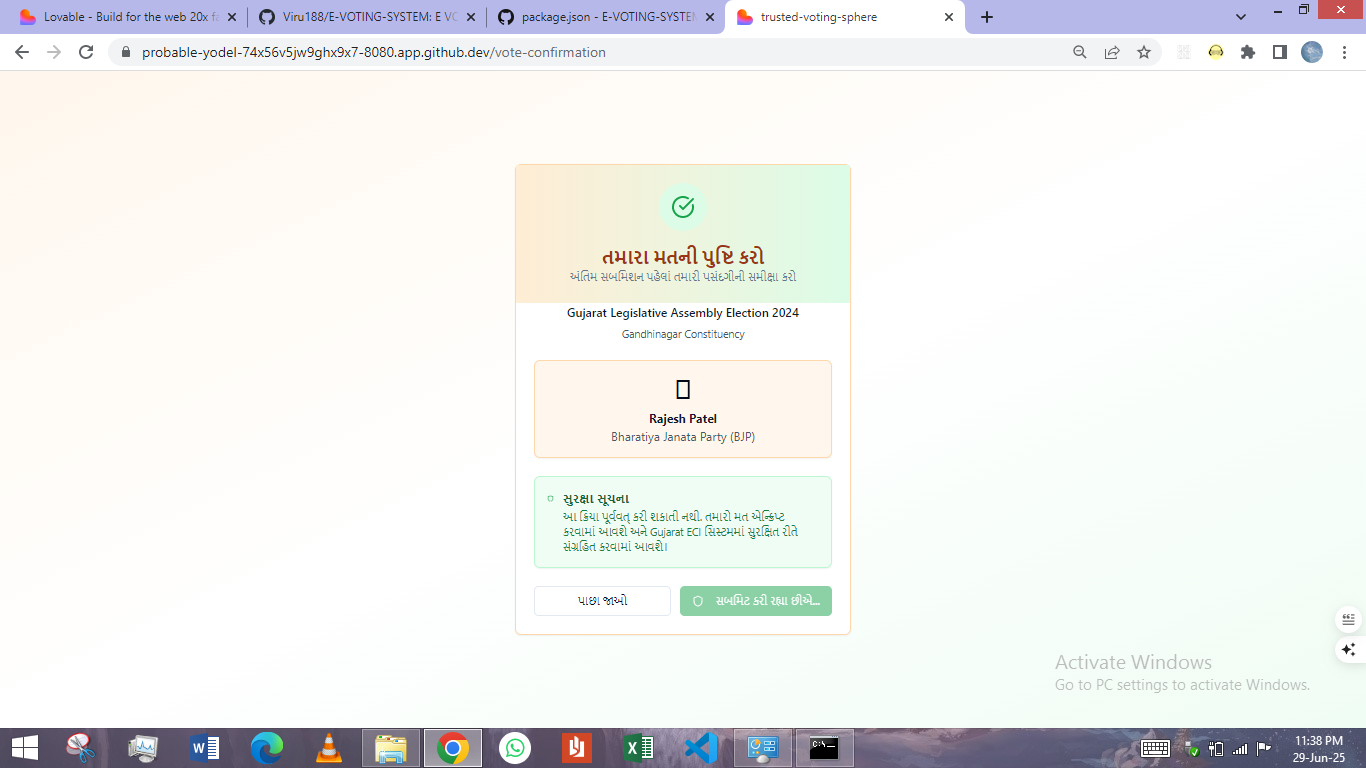 Lovable - Build for the web 20x fa
Viru188/E-VOTING-SYSTEM: E VO
package.json - E-VOTING-SYSTEM
trusted-voting-sphere
probable-yodel-74x56v5jw9ghx9x7-8080.app.github.dev/vote-confirmation
તમારા મતની પુષ્ટિ કરો
અંતિમ સબમિશન પહેલાં તમારી પસંદગીની સમીક્ષા કરો
Gujarat Legislative Assembly Election 2024
Gandhinagar Constituency
Rajesh Patel
Bharatiya Janata Party (BJP)
સુરક્ષા સૂચના
આ ક્રિયા પૂર્વવત્ કરી શકાતી નથી. તમારો મત એન્ક્રિપ્ટ
કરવામાં આવશે અને Gujarat ECI સિસ્ટમમાં સુરક્ષિત રીતે
સંગ્રહિત કરવામાં આવશે।
પાછા જાઓ
સબમિટ કરી રહ્યા છીએ...
Activate Windows
Go to PC settings to activate Windows.
11:38 PM
29-Jun-25